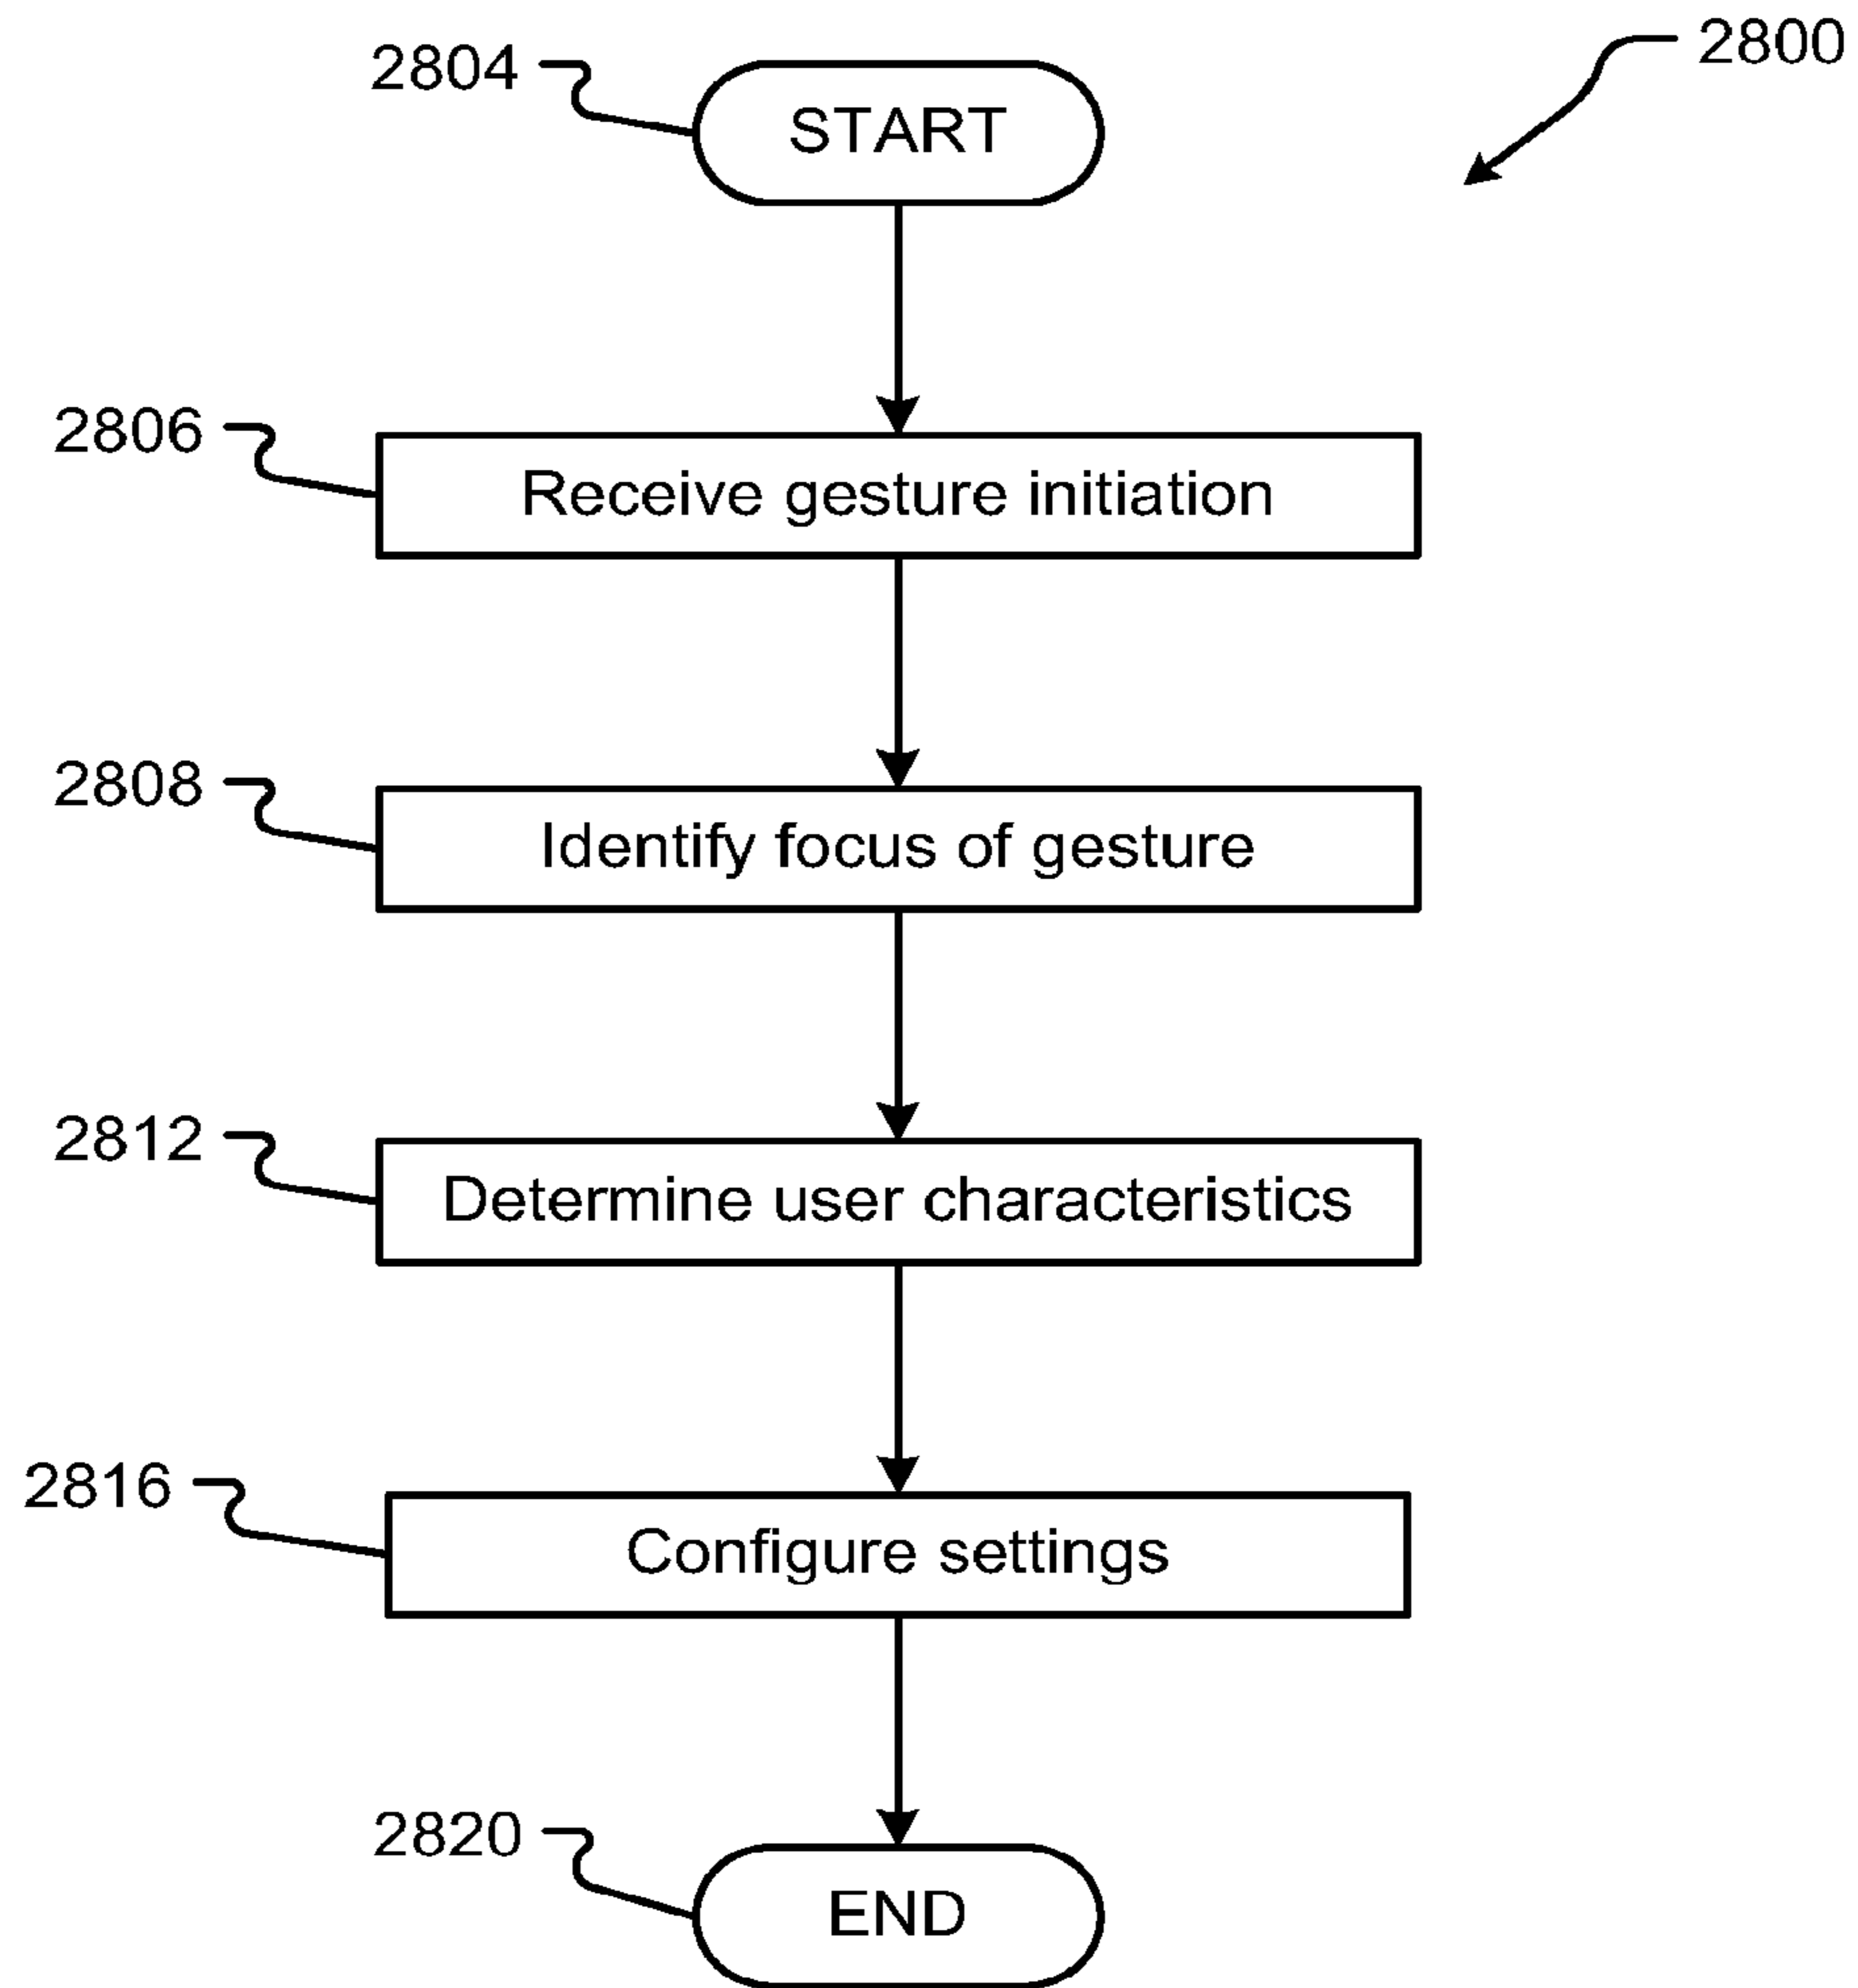 2800
2804
START
2806
Receive gesture initiation
2808
Identify focus of gesture
2812
Determine user characteristics
2816
Configure settings
2820
END